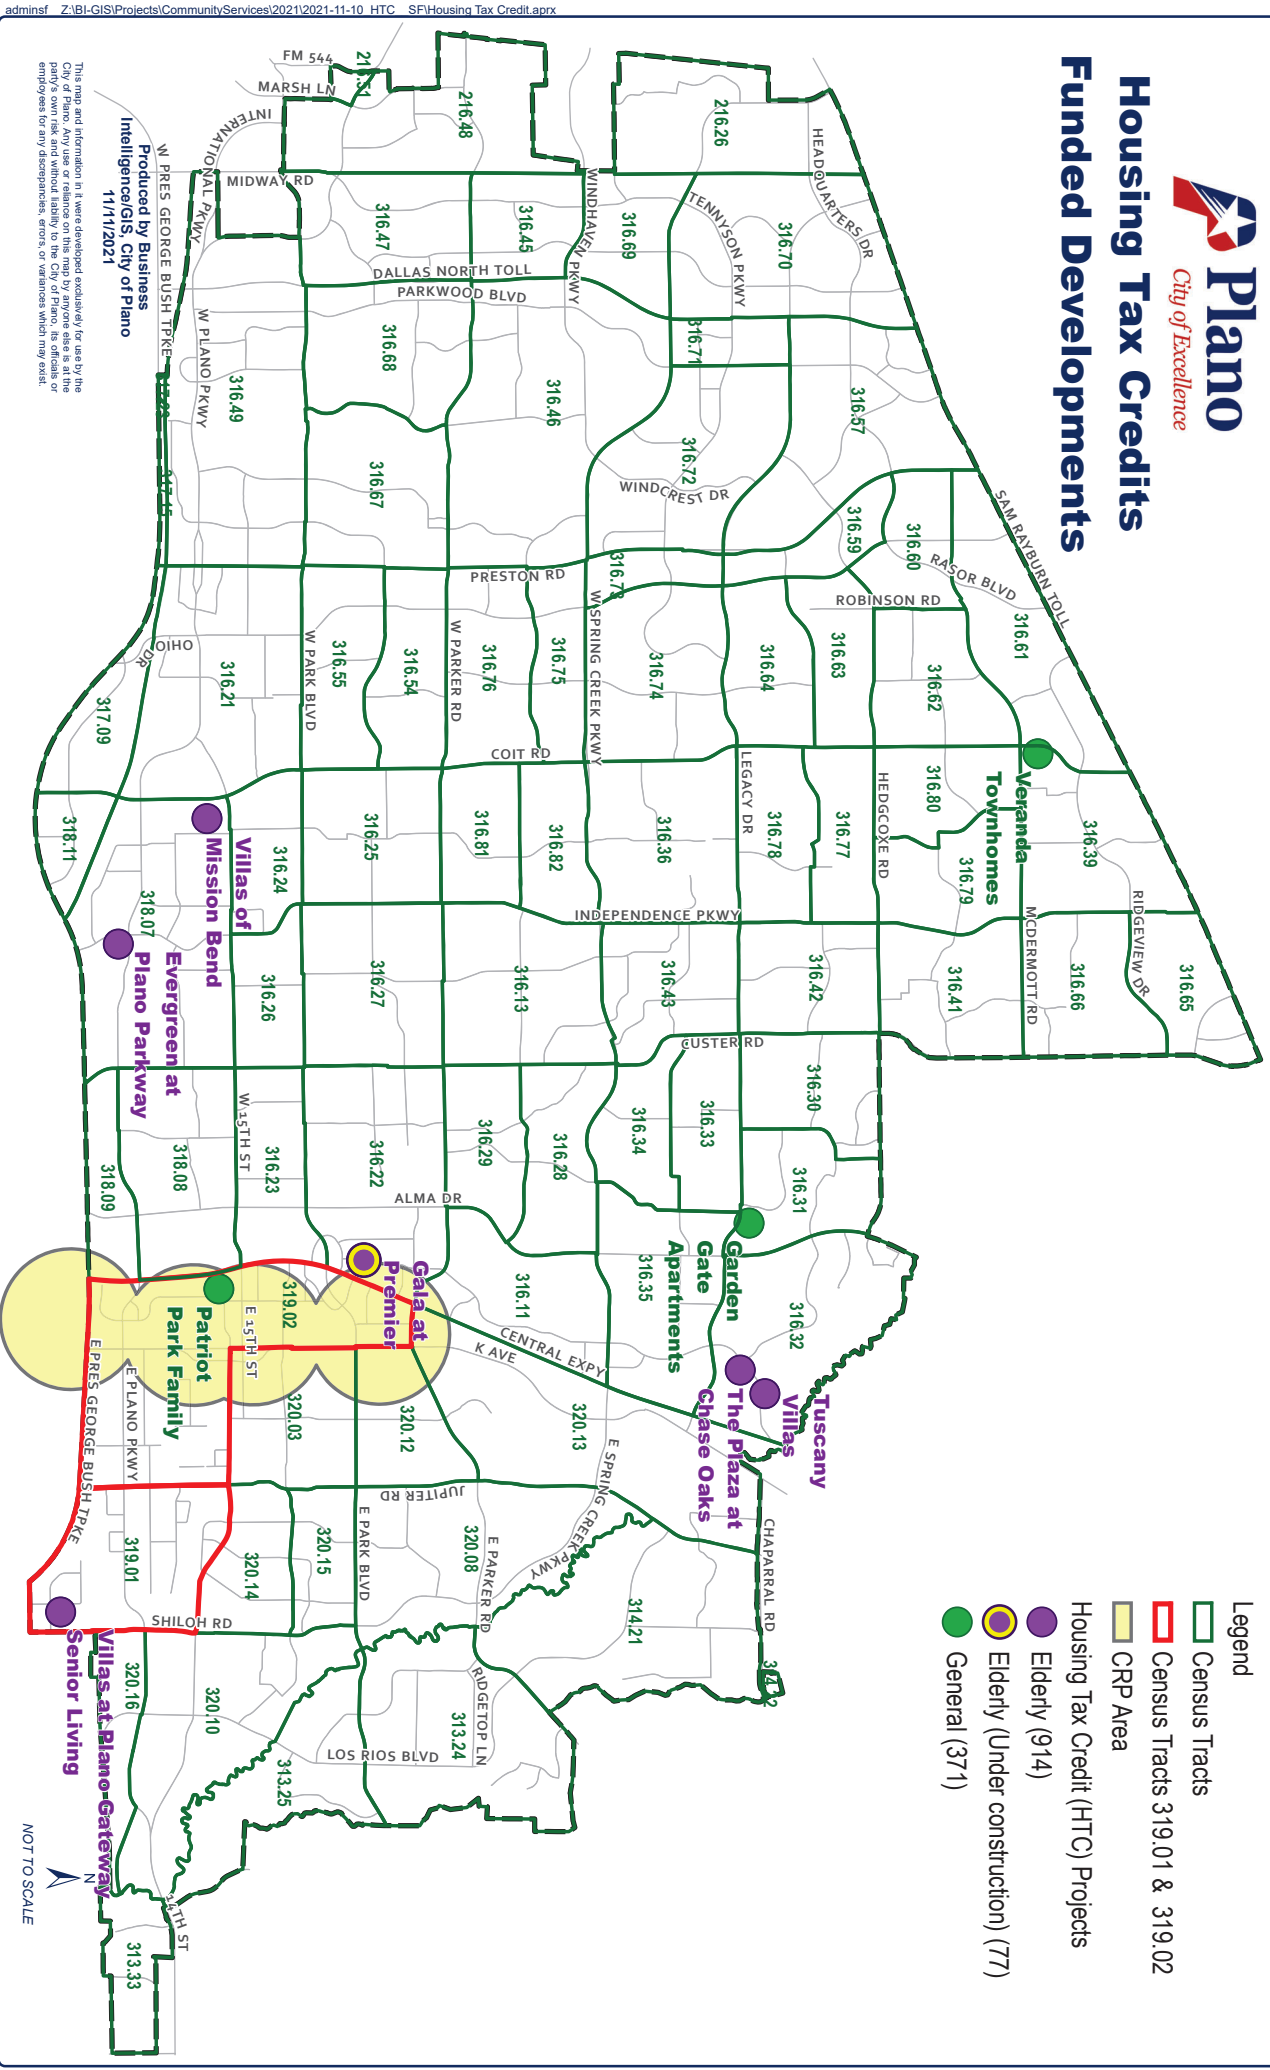 adminsf Z:\BI-GIS\Projects\CommunityServices\2021\2021-11-10_HTC__SF\Housing Tax Credit.aprx
Plano
City of Excellence
Housing Tax Credits
Funded Developments
Legend
Census Tracts
Census Tracts 319.01 & 319.02
CRP Area
Housing Tax Credit (HTC) Projects
Elderly (914)
Elderly (Under construction) (77)
General (371)
SAM RAYBURN TOLL
HEADQUARTERS DR
TENNYSON PKWY
WINDHAVEN PKWY
DALLAS NORTH TOLL
PARKWOOD BLVD
MIDWAY RD
MARSH LN
FM 544
INTERNATIONAL PKWY
W PLANO PKWY
W PRES GEORGE BUSH TPKE
WINDCREST DR
RASOR BLVD
ROBINSON RD
PRESTON RD
W SPRING CREEK PKWY
W PARKER RD
W PARK BLVD
OHIO DR
COIT RD
LEGACY DR
HEDGCOXE RD
INDEPENDENCE PKWY
MCDERMOTT RD
RIDGEVIEW DR
CUSTER RD
W 15TH ST
ALMA DR
CENTRAL EXPY
K AVE
E 15TH ST
E PLANO PKWY
E PRES GEORGE BUSH TPKE
JUPITER RD
E SPRING CREEK PKWY
E PARKER RD
E PARK BLVD
CHAPARRAL RD
SHILOH RD
RIDGETOP LN
LOS RIOS BLVD
14TH ST
216.51
216.48
216.26
316.47
316.45
316.69
316.70
316.68
316.71
316.49
316.46
316.57
316.72
316.67
317.15
316.59
316.60
316.73
316.61
316.21
316.55
316.54
316.76
316.75
316.74
316.64
316.63
316.62
317.09
318.11
316.24
316.25
316.81
316.82
316.36
316.78
316.77
316.80
316.79
316.39
318.07
316.26
316.27
316.13
316.43
316.42
316.41
316.66
316.65
318.09
318.08
316.23
316.22
316.29
316.28
316.34
316.33
316.30
316.31
319.02
316.11
316.35
316.32
320.03
320.12
320.13
319.01
320.14
320.15
320.08
314.21
320.16
320.10
313.25
313.24
313.33
Veranda
Townhomes
Villas of
Mission Bend
Evergreen at
Plano Parkway
Garden
Gate
Apartments
Gala at
Premier
Patriot
Park Family
Tuscany
Villas
The Plaza at
Chase Oaks
Villas at Plano Gateway
Senior Living
N
NOT TO SCALE
Produced by Business
Intelligence/GIS, City of Plano
11/11/2021
This map and information in it were developed exclusively for use by the
City of Plano. Any use or reliance on this map by anyone else is at the
party's own risk and without liability to the City of Plano, its officials or
employees for any discrepancies, errors, or variances which may exist.